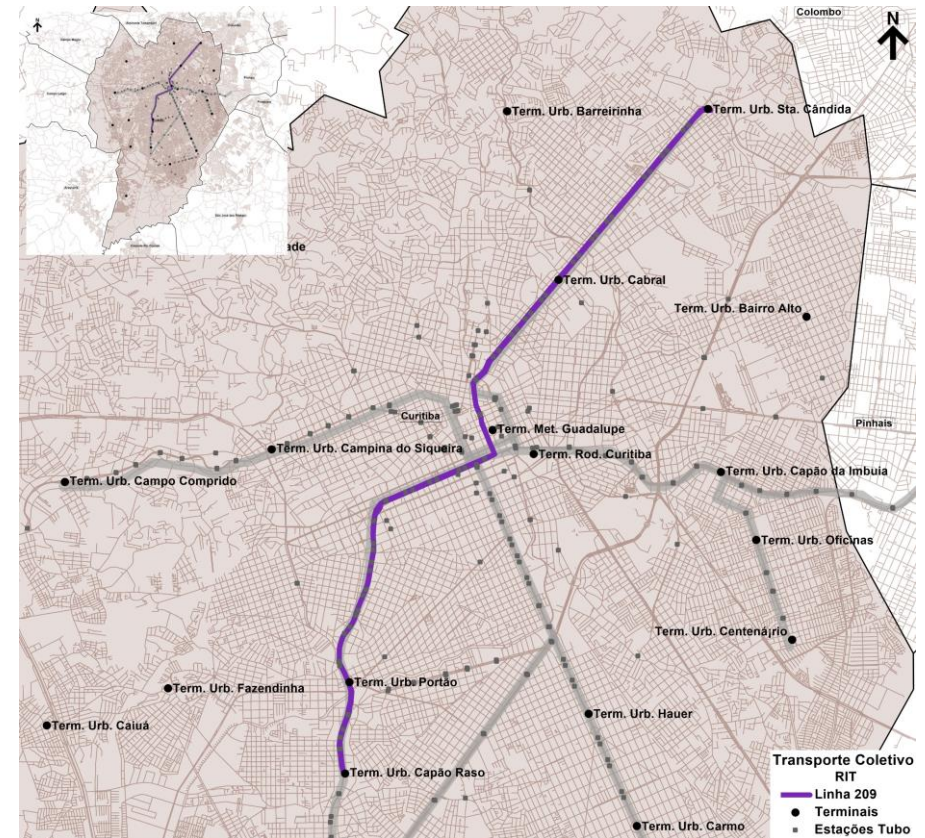 Colombo
N
Term. Urb. Barreirinha
Term. Urb. Sta. Cândida
ade
Term. Urb. Cabral
Term. Urb. Bairro Alto
Curitiba
Term. Met. Guadalupe
Pinhais
Term. Urb. Campina do Siqueira
Term. Rod. Curitiba
Term. Urb. Capão da Imbuia
Term. Urb. Campo Comprido
Term. Urb. Oficinas
Term. Urb. Centená¡rio
Term. Urb. Portão
Term. Urb. Fazendinha
Term. Urb. Hauer
Term. Urb. Caiuá
Term. Urb. Capão Raso
Transporte Coletivo
RIT
Linha 209
Terminais
Estações Tubo
Term. Urb. Carmo